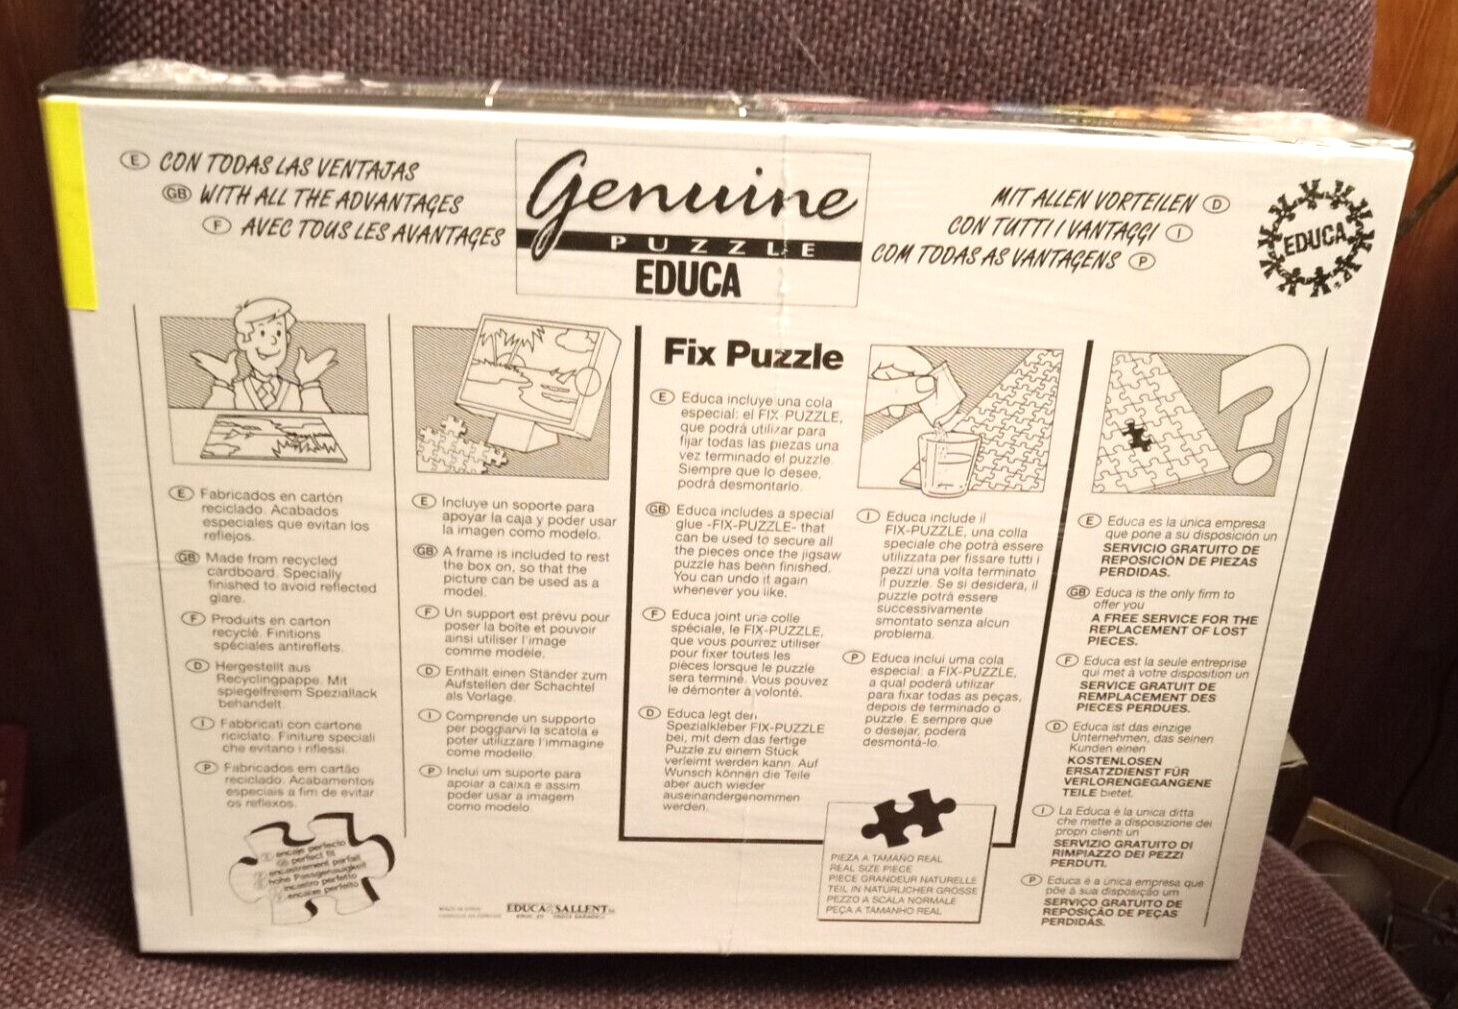 E CON TODAS LAS VENTAJAS
GB WITH ALL THE ADVANTAGES
F AVEC TOUS LES AVANTAGES
Genuine
PUZZLE
EDUCA
MIT ALLEN VORTEILEN D
CON TUTTI I VANTAGGI I
COM TODAS AS VANTAGENS P
EDUCA
E Fabricados en cartón
reciclado. Acabados
especiales que evitan los
reflejos.
GB Made from recycled
cardboard. Specially
finished to avoid reflected
glare.
F Produits en carton
recyclé. Finitions
spéciales antireflets.
D Hergestellt aus
Recyclingpappe. Mit
spiegelfreiem Speziallack
behandelt.
I Fabbricati con cartone
riciclato. Finiture speciali
che evitano i riflessi.
P Fabricados em cartão
reciclado. Acabamentos
especiais a fim de evitar
os reflexos.
encaje perfecto
perfect fit
encastrement parfait
hohe Passgenauigkeit
incastro perfetto
encaixe perfeito
E Incluye un soporte para
apoyar la caja y poder usar
la imagen como modelo.
GB A frame is included to rest
the box on, so that the
picture can be used as a
model.
F Un support est prévu pour
poser la boîte et pouvoir
ainsi utiliser l'image
comme modèle.
D Enthält einen Ständer zum
Aufstellen der Schachtel
als Vorlage.
I Comprende un supporto
per poggiarvi la scatola e
poter utilizzare l'immagine
come modello.
P Inclui um suporte para
apoiar a caixa e assim
poder usar a imagem
como modelo.
EDUCA SALLENT
Fix Puzzle
E Educa incluye una cola
especial: el FIX-PUZZLE,
que podrá utilizar para
fijar todas las piezas una
vez terminado el puzzle.
Siempre que lo desee,
podrá desmontarlo.
GB Educa includes a special
glue -FIX-PUZZLE- that
can be used to secure all
the pieces once the jigsaw
puzzle has been finished.
You can undo it again
whenever you like.
F Educa joint une colle
spéciale, le FIX-PUZZLE,
que vous pourrez utiliser
pour fixer toutes les
pièces lorsque le puzzle
sera terminé. Vous pouvez
le démonter à volonté.
D Educa legt den
Spezialkleber FIX-PUZZLE
bei, mit dem das fertige
Puzzle zu einem Stück
verleimt werden kann. Auf
Wunsch können die Teile
aber auch wieder
auseinandergenommen
werden.
I Educa include il
FIX-PUZZLE, una colla
speciale che potrà essere
utilizzata per fissare tutti i
pezzi una volta terminato
il puzzle. Se si desidera, il
puzzle potrà essere
successivamente
smontato senza alcun
problema.
P Educa inclui uma cola
especial: a FIX-PUZZLE,
a qual poderá utilizar
para fixar todas as peças,
depois de terminado o
puzzle. E sempre que
o desejar, poderá
desmontá-lo.
PIEZA A TAMAÑO REAL
REAL SIZE PIECE
PIECE GRANDEUR NATURELLE
TEIL IN NATÜRLICHER GRÖSSE
PEZZO A SCALA NORMALE
PEÇA A TAMANHO REAL
E Educa es la única empresa
que pone a su disposición un
SERVICIO GRATUITO DE
REPOSICIÓN DE PIEZAS
PERDIDAS.
GB Educa is the only firm to
offer you
A FREE SERVICE FOR THE
REPLACEMENT OF LOST
PIECES.
F Educa est la seule entreprise
qui met à votre disposition un
SERVICE GRATUIT DE
REMPLACEMENT DES
PIECES PERDUES.
D Educa ist das einzige
Unternehmen, das seinen
Kunden einen
KOSTENLOSEN
ERSATZDIENST FÜR
VERLORENGEGANGENE
TEILE bietet.
I La Educa è la unica ditta
che mette a disposizione dei
propri clienti un
SERVIZIO GRATUITO DI
RIMPIAZZO DEI PEZZI
PERDUTI.
P Educa é a única empresa que
põe à sua disposição um
SERVIÇO GRATUITO DE
REPOSIÇÃO DE PEÇAS
PERDIDAS.